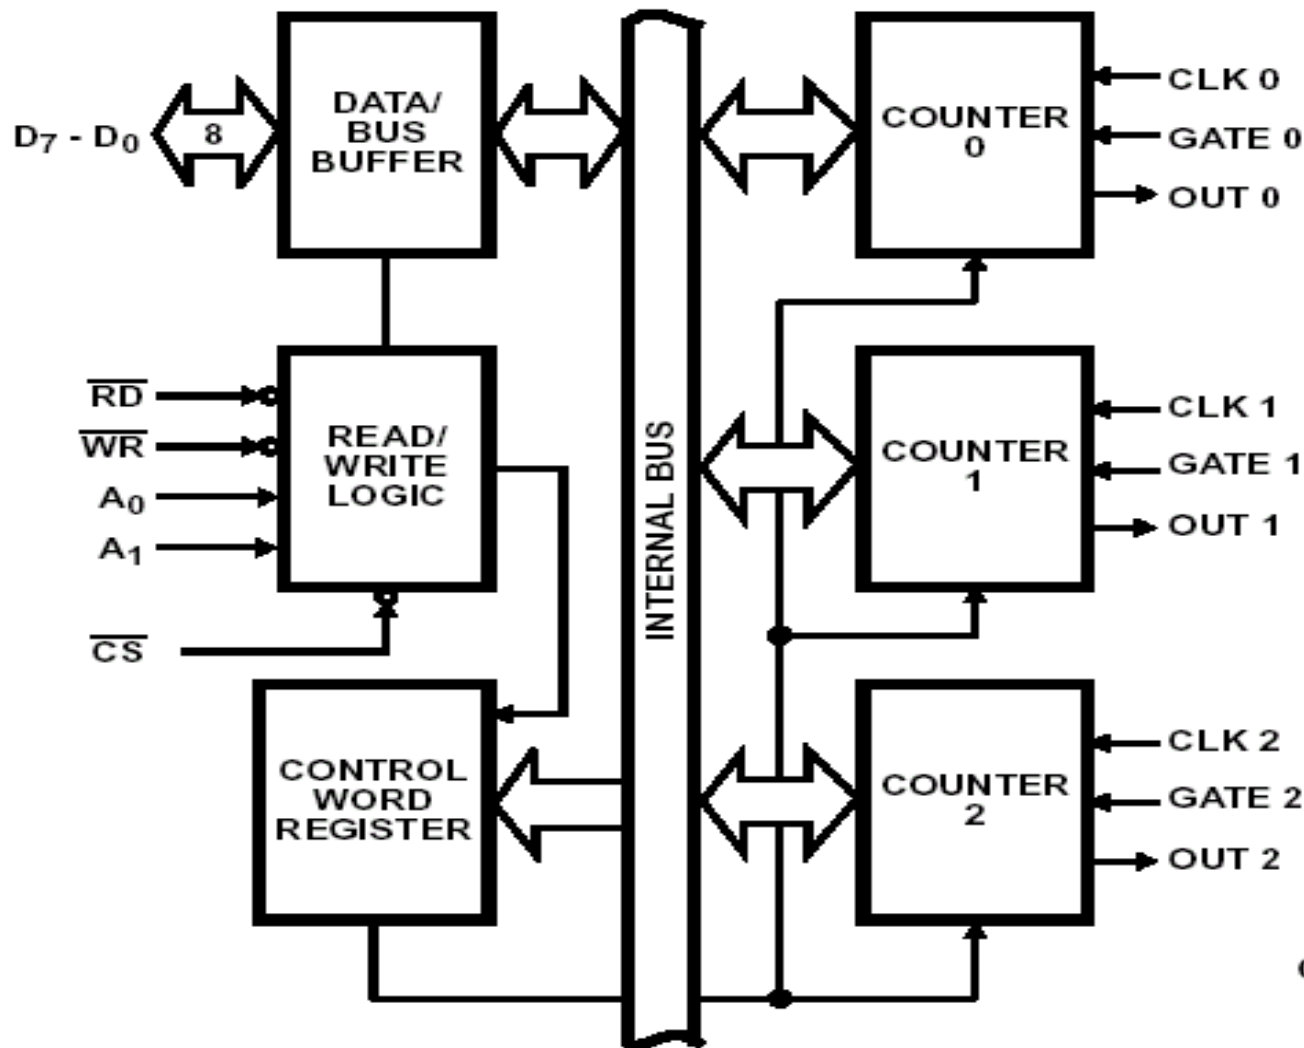 D7 - D0
8
DATA/
BUS
BUFFER
COUNTER
0
CLK 0
GATE 0
OUT 0
RD
WR
A0
A1
CS
READ/
WRITE
LOGIC
INTERNAL BUS
COUNTER
1
CLK 1
GATE 1
OUT 1
CONTROL
WORD
REGISTER
COUNTER
2
CLK 2
GATE 2
OUT 2